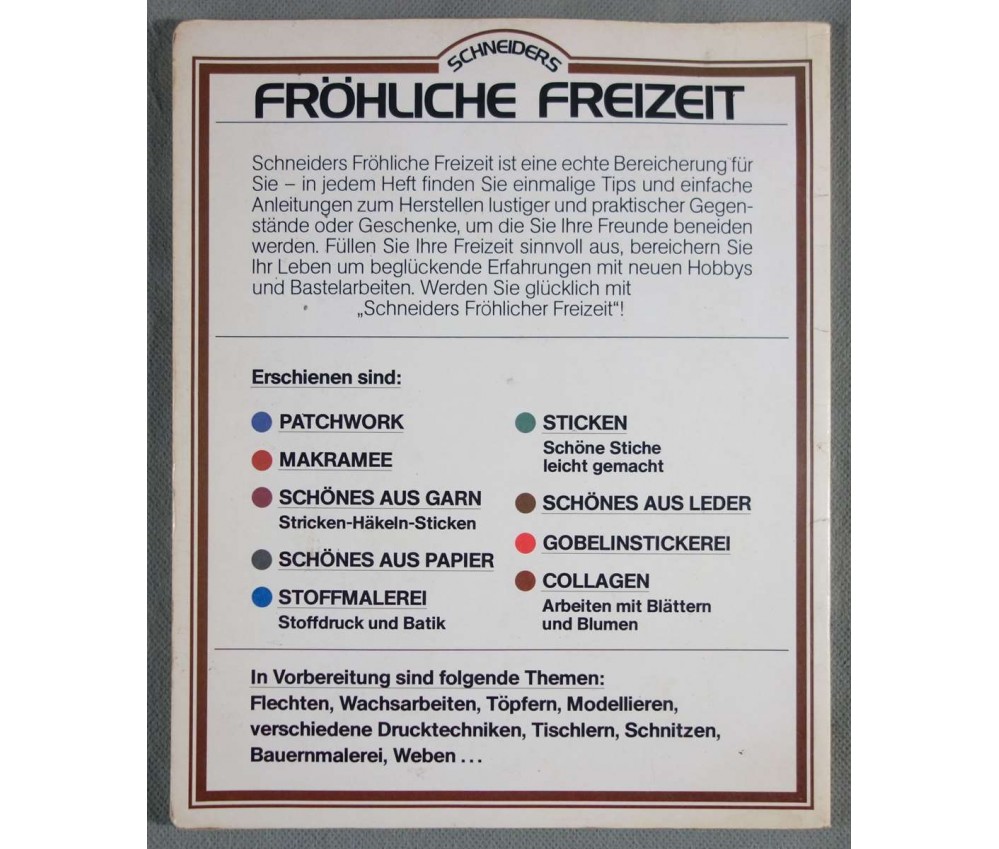 SCHNEIDERS
FRÖHLICHE FREIZEIT
Schneiders Fröhliche Freizeit ist eine echte Bereicherung für
Sie – in jedem Heft finden Sie einmalige Tips und einfache
Anleitungen zum Herstellen lustiger und praktischer Gegen-
stände oder Geschenke, um die Sie Ihre Freunde beneiden
werden. Füllen Sie Ihre Freizeit sinnvoll aus, bereichern Sie
Ihr Leben um beglückende Erfahrungen mit neuen Hobbys
und Bastelarbeiten. Werden Sie glücklich mit
„Schneiders Fröhlicher Freizeit“!
Erschienen sind:
PATCHWORK
MAKRAMEE
SCHÖNES AUS GARN
Stricken-Häkeln-Sticken
SCHÖNES AUS PAPIER
STOFFMALEREI
Stoffdruck und Batik
STICKEN
Schöne Stiche
leicht gemacht
SCHÖNES AUS LEDER
GOBELINSTICKEREI
COLLAGEN
Arbeiten mit Blättern
und Blumen
In Vorbereitung sind folgende Themen:
Flechten, Wachsarbeiten, Töpfern, Modellieren,
verschiedene Drucktechniken, Tischlern, Schnitzen,
Bauernmalerei, Weben ...